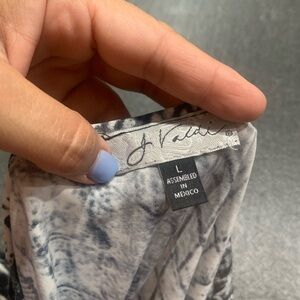 J. Valdi ®
L
ASSEMBLED
IN
MEXICO